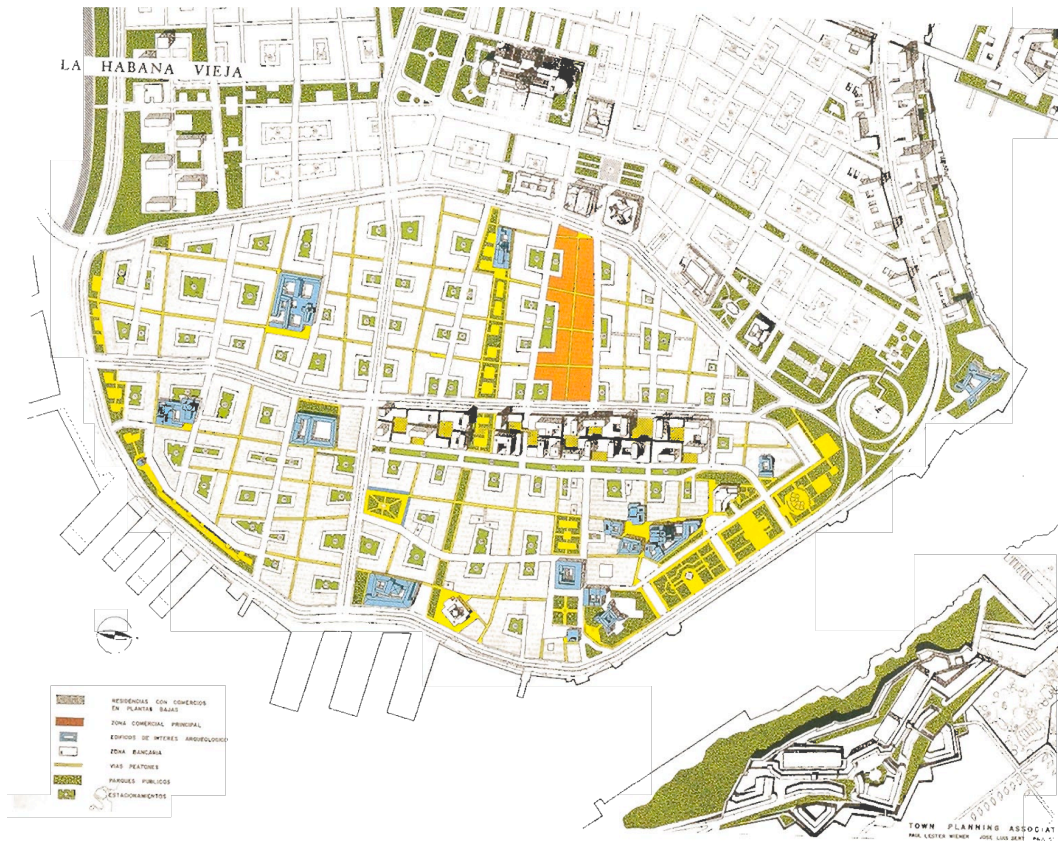 LA HABANA VIEJA
RESIDENCIAS CON COMERCIOS
EN PLANTAS BAJAS
ZONA COMERCIAL PRINCIPAL
EDIFICIOS DE INTERES ARQUEOLOGICO
ZONA BANCARIA
VIAS PEATONES
PARQUES PUBLICOS
ESTACIONAMIENTOS
TOWN PLANNING ASSOCIAT
PAUL LESTER WIENER JOSE LUIS SERT